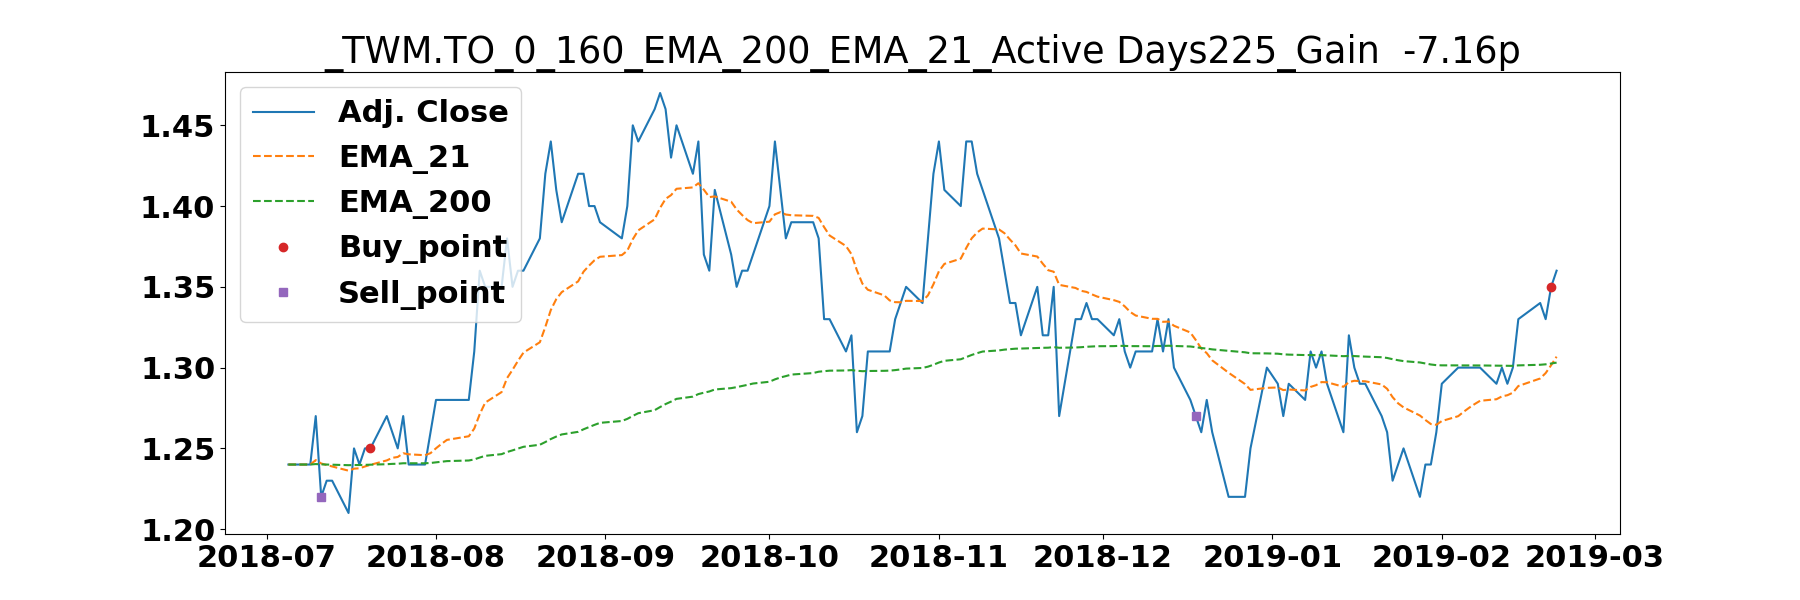 _TWM.TO_0_160_EMA_200_EMA_21_Active Days225_Gain  -7.16p
Adj. Close
EMA_21
EMA_200
Buy_point
Sell_point
1.45
1.40
1.35
1.30
1.25
1.20
2018-07 2018-08 2018-09 2018-10 2018-11 2018-12 2019-01 2019-02 2019-03